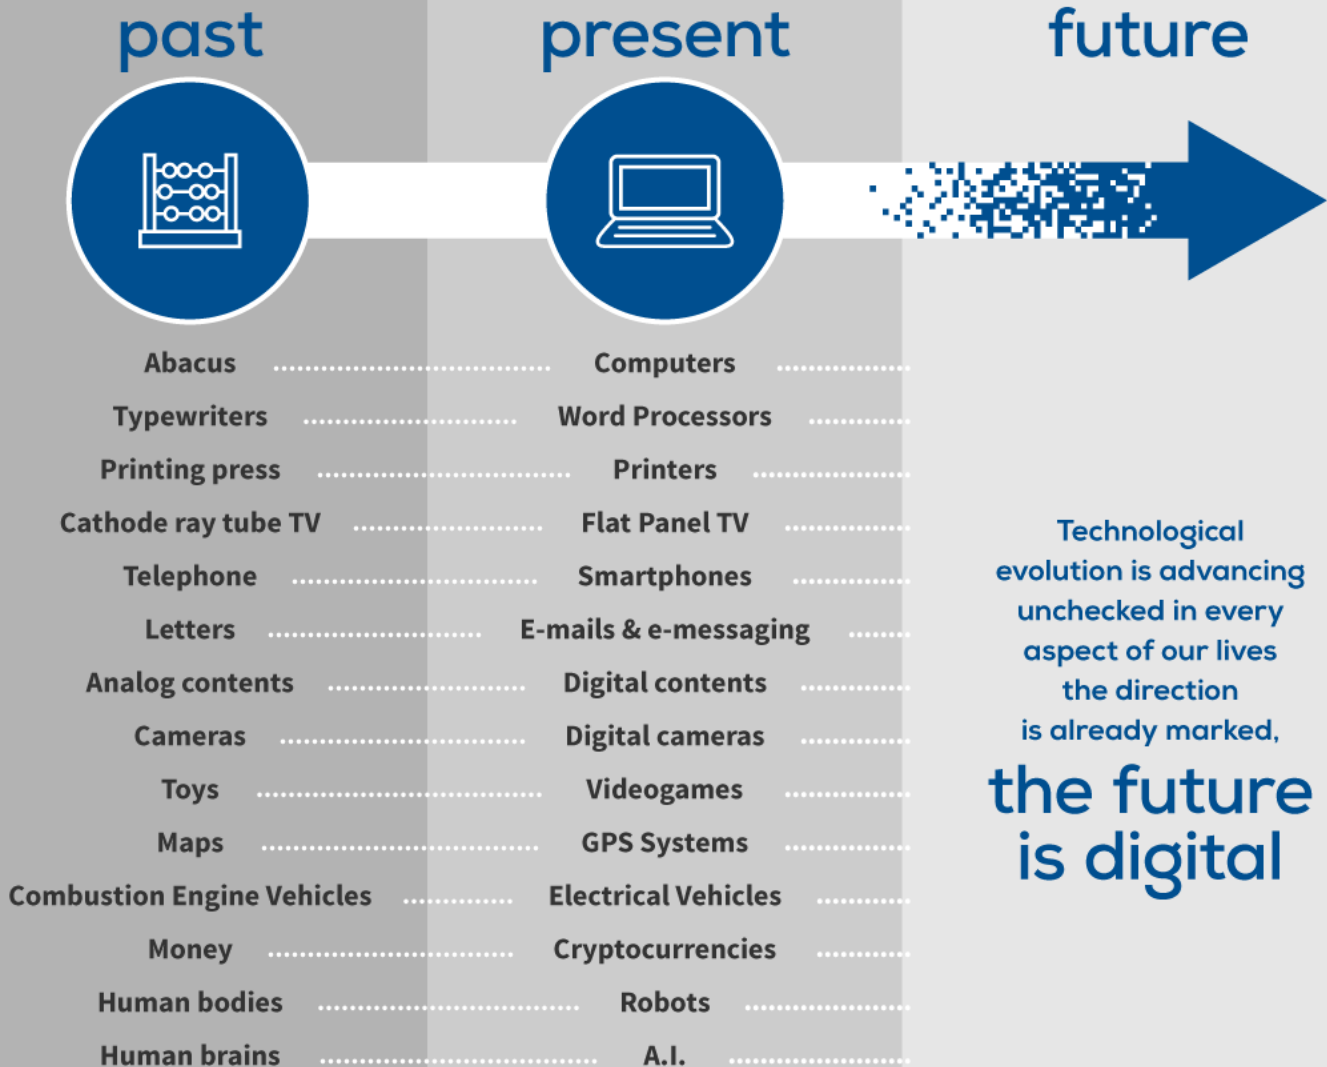 past present future
Abacus Computers
Typewriters Word Processors
Printing press Printers
Cathode ray tube TV Flat Panel TV
Telephone Smartphones
Letters E-mails & e-messaging
Analog contents Digital contents
Cameras Digital cameras
Toys Videogames
Maps GPS Systems
Combustion Engine Vehicles Electrical Vehicles
Money Cryptocurrencies
Human bodies Robots
Human brains A.I.
Technological
evolution is advancing
unchecked in every
aspect of our lives
the direction
is already marked,
the future
is digital